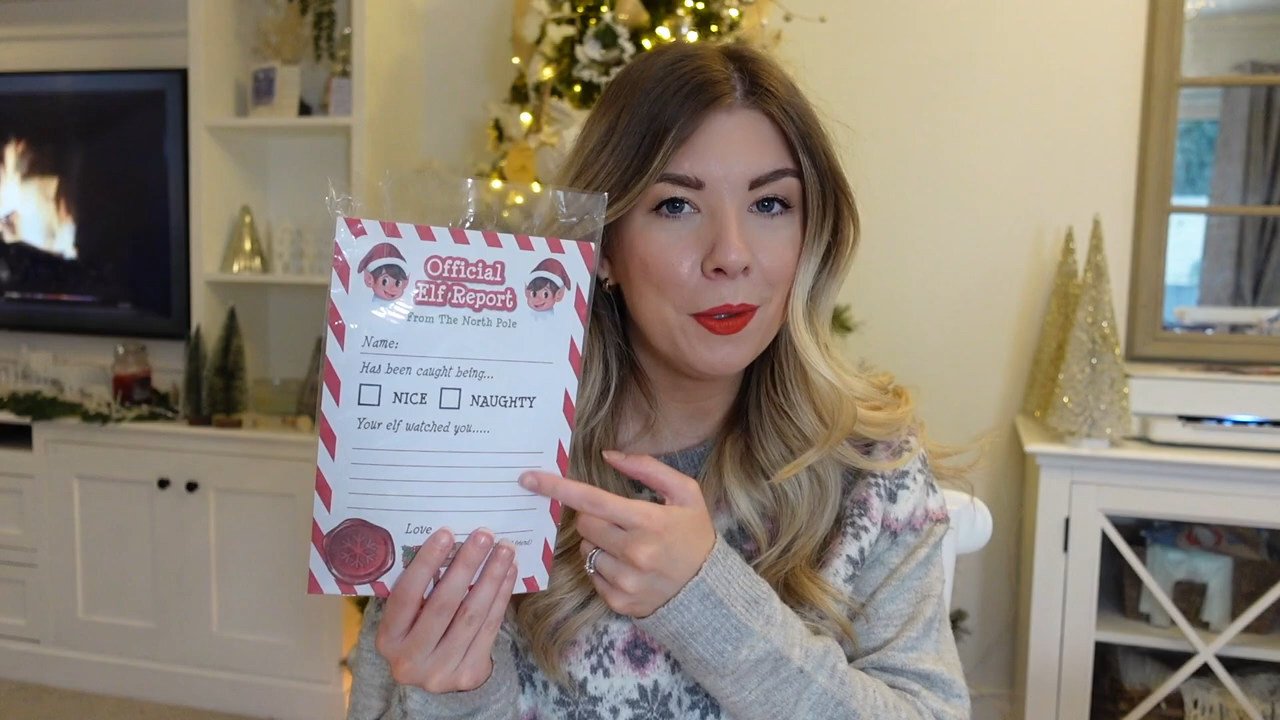 Official
Elf Report
From The North Pole
Name:
Has been caught being...
NICE NAUGHTY
Your elf watched you.....
Love